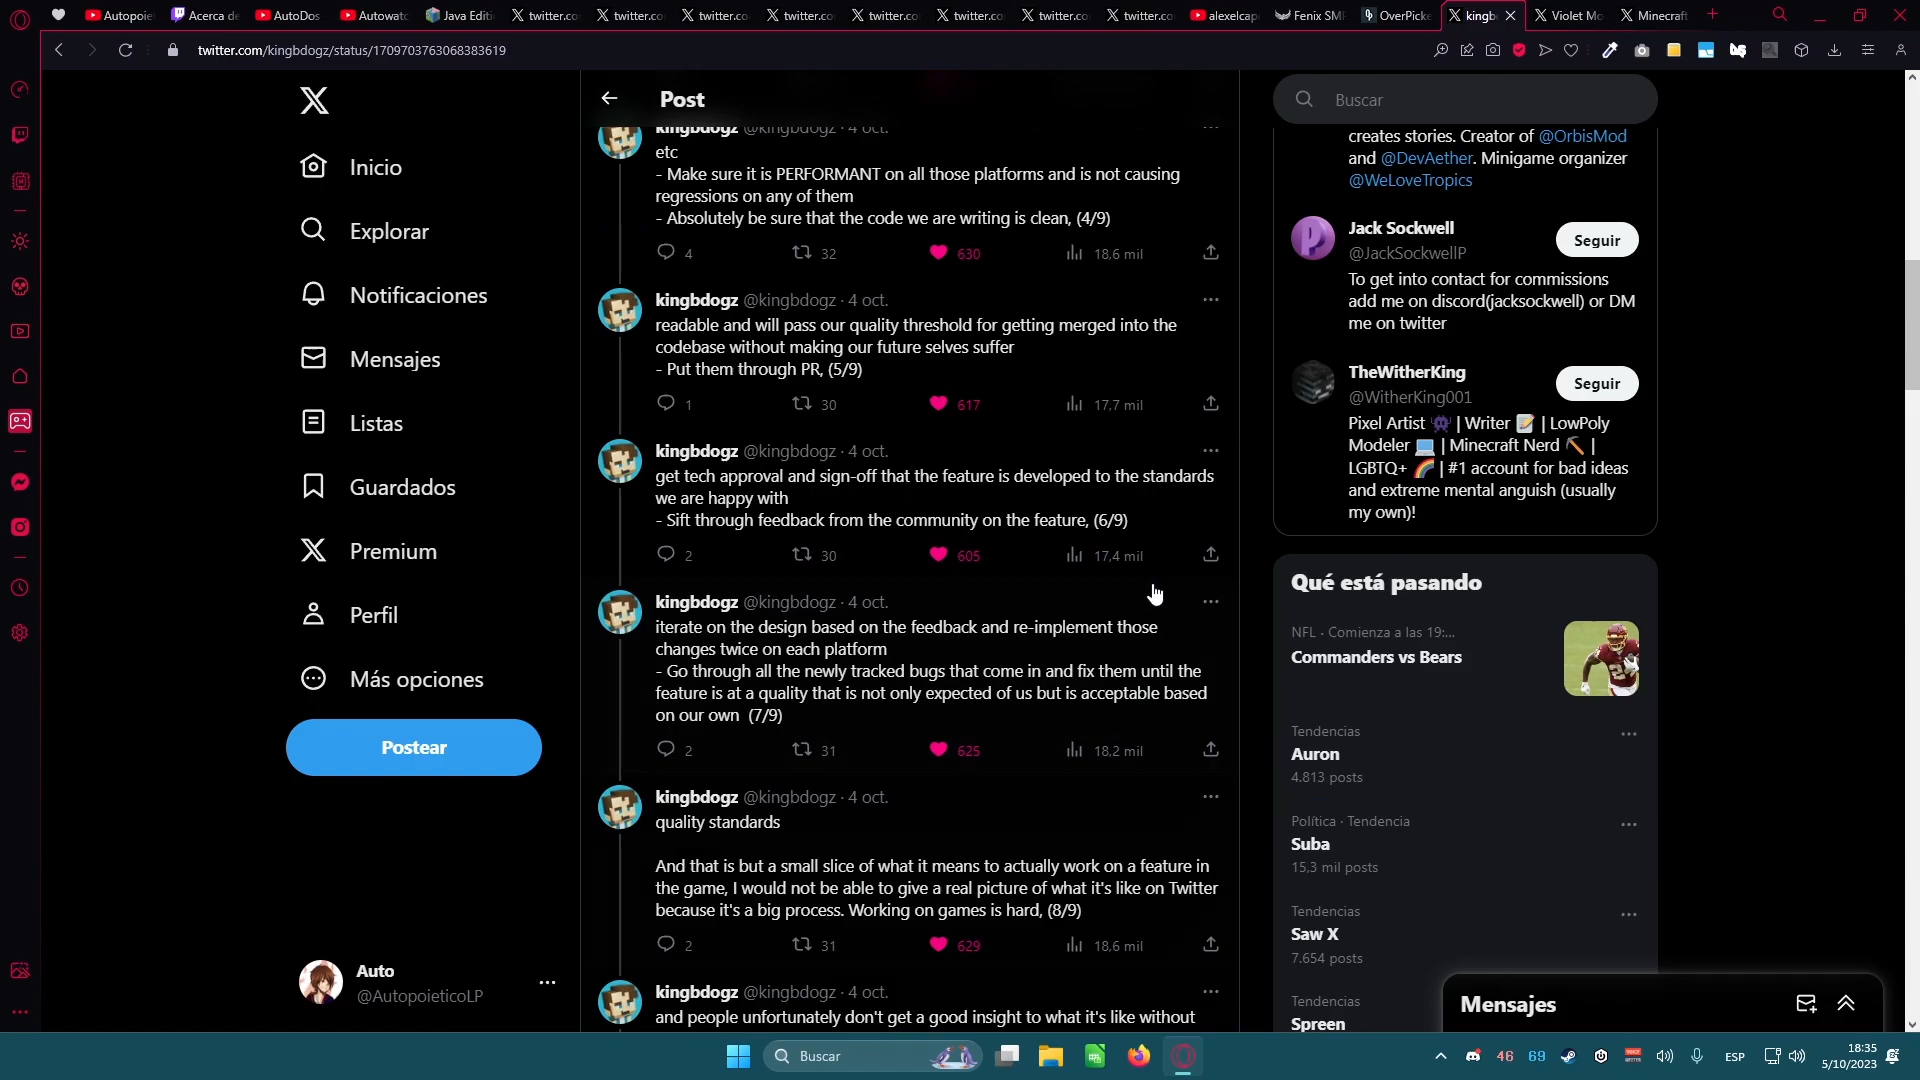 Autopoiet
Acerca de
AutoDos
Autowatc
Java Editi
twitter.co
twitter.co
twitter.co
twitter.co
twitter.co
twitter.co
twitter.co
twitter.co
alexelcap
Fenix SMP
OverPicke
kingb
Violet Mo
Minecraft
twitter.com/kingbdogz/status/1709703763068383619
Inicio
Explorar
Notificaciones
Mensajes
Listas
Guardados
Premium
Perfil
Más opciones
Postear
Auto
@AutopoieticoLP
Post
kingbdogz @kingbdogz · 4 oct.
etc
- Make sure it is PERFORMANT on all those platforms and is not causing
regressions on any of them
- Absolutely be sure that the code we are writing is clean, (4/9)
4 32 630 18,6 mil
kingbdogz @kingbdogz · 4 oct.
readable and will pass our quality threshold for getting merged into the
codebase without making our future selves suffer
- Put them through PR, (5/9)
1 30 617 17,7 mil
kingbdogz @kingbdogz · 4 oct.
get tech approval and sign-off that the feature is developed to the standards
we are happy with
- Sift through feedback from the community on the feature, (6/9)
2 30 605 17,4 mil
kingbdogz @kingbdogz · 4 oct.
iterate on the design based on the feedback and re-implement those
changes twice on each platform
- Go through all the newly tracked bugs that come in and fix them until the
feature is at a quality that is not only expected of us but is acceptable based
on our own (7/9)
2 31 625 18,2 mil
kingbdogz @kingbdogz · 4 oct.
quality standards
And that is but a small slice of what it means to actually work on a feature in
the game, I would not be able to give a real picture of what it's like on Twitter
because it's a big process. Working on games is hard, (8/9)
2 31 629 18,6 mil
kingbdogz @kingbdogz · 4 oct.
and people unfortunately don't get a good insight to what it's like without
Buscar
creates stories. Creator of @OrbisMod
and @DevAether. Minigame organizer
@WeLoveTropics
Jack Sockwell
@JackSockwellP
Seguir
To get into contact for commissions
add me on discord(jacksockwell) or DM
me on twitter
TheWitherKing
@WitherKing001
Seguir
Pixel Artist 👾 | Writer 📝 | LowPoly
Modeler 💻 | Minecraft Nerd ⛏️ |
LGBTQ+ 🌈 | #1 account for bad ideas
and extreme mental anguish (usually
my own)!
Qué está pasando
NFL · Comienza a las 19:...
Commanders vs Bears
Tendencias
Auron
4.813 posts
Política · Tendencia
Suba
15,3 mil posts
Tendencias
Saw X
7.654 posts
Tendencias
Spreen
Mensajes
Buscar
46 69
ESP
18:35
5/10/2023